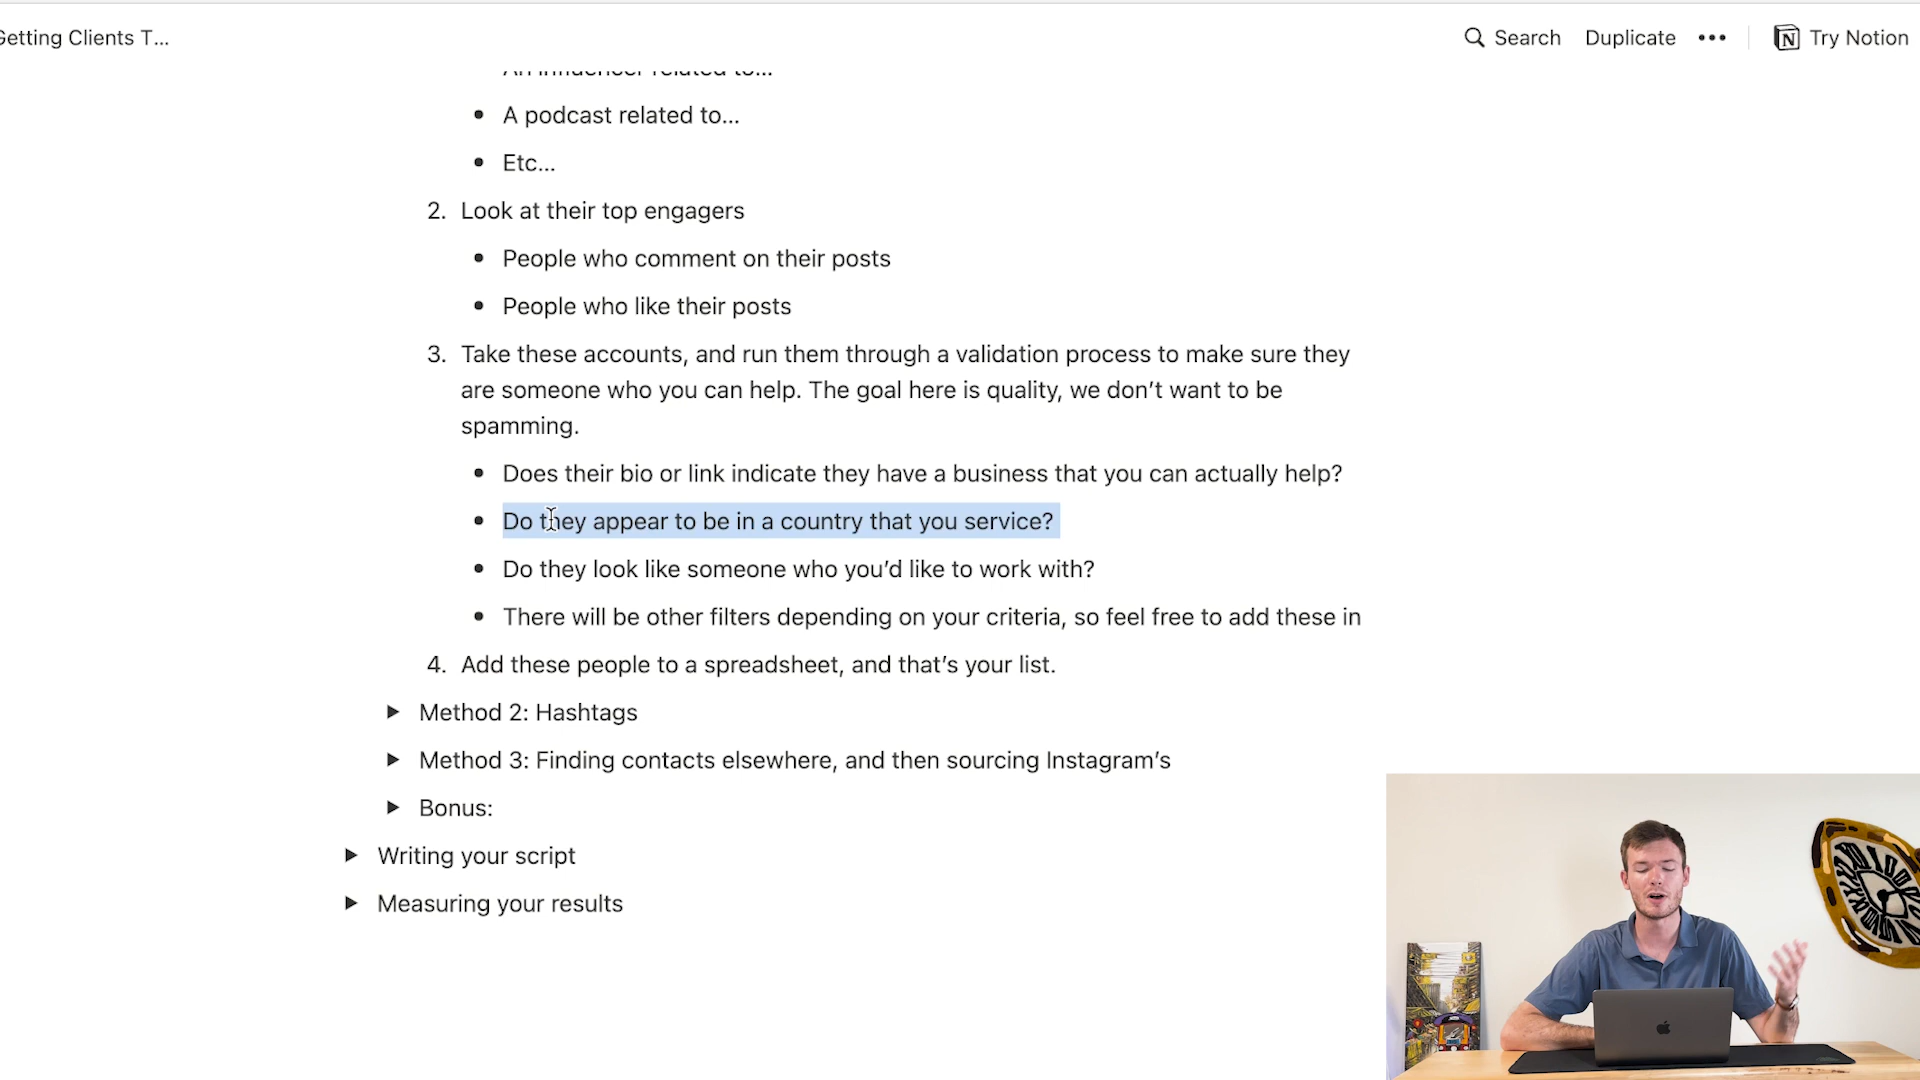 Getting Clients T...
Search Duplicate ••• Try Notion
An influencer related to...
• A podcast related to...
• Etc...
2. Look at their top engagers
• People who comment on their posts
• People who like their posts
3. Take these accounts, and run them through a validation process to make sure they
are someone who you can help. The goal here is quality, we don’t want to be
spamming.
• Does their bio or link indicate they have a business that you can actually help?
• Do they appear to be in a country that you service?
• Do they look like someone who you’d like to work with?
• There will be other filters depending on your criteria, so feel free to add these in
4. Add these people to a spreadsheet, and that’s your list.
▶ Method 2: Hashtags
▶ Method 3: Finding contacts elsewhere, and then sourcing Instagram’s
▶ Bonus:
▶ Writing your script
▶ Measuring your results